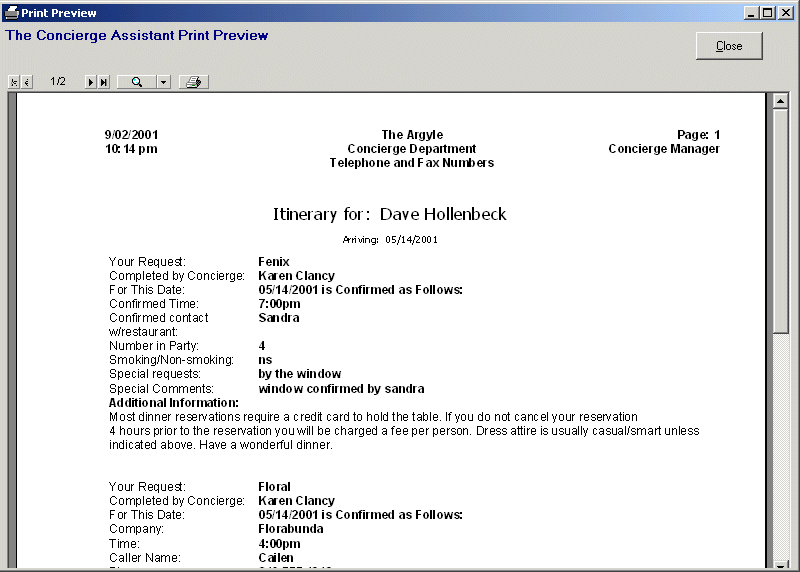 Print Preview
The Concierge Assistant Print Preview
Close
1/2
9/02/2001 The Argyle Page: 1
10:14 pm Concierge Department Concierge Manager
Telephone and Fax Numbers
Itinerary for: Dave Hollenbeck
Arriving: 05/14/2001
Your Request: Fenix
Completed by Concierge: Karen Clancy
For This Date: 05/14/2001 is Confirmed as Follows:
Confirmed Time: 7:00pm
Confirmed contact Sandra
w/restaurant:
Number in Party: 4
Smoking/Non-smoking: ns
Special requests: by the window
Special Comments: window confirmed by sandra
Additional Information:
Most dinner reservations require a credit card to hold the table. If you do not cancel your reservation
4 hours prior to the reservation you will be charged a fee per person. Dress attire is usually casual/smart unless
indicated above. Have a wonderful dinner.
Your Request: Floral
Completed by Concierge: Karen Clancy
For This Date: 05/14/2001 is Confirmed as Follows:
Company: Florabunda
Time: 4:00pm
Caller Name: Cailen